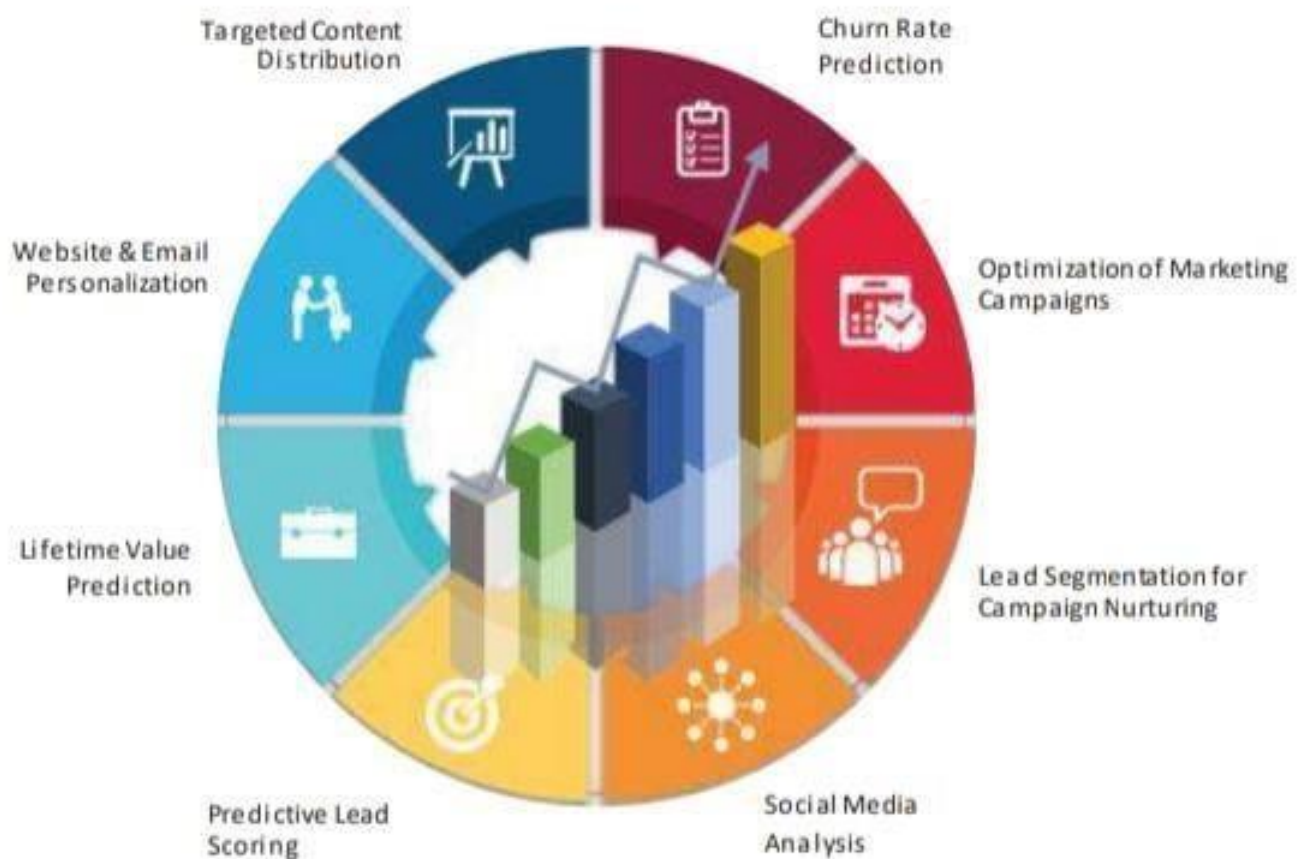 Targeted Content
Distribution
Churn Rate
Prediction
Website & Email
Personalization
Optimization of Marketing
Campaigns
Lifetime Value
Prediction
Lead Segmentation for
Campaign Nurturing
Predictive Lead
Scoring
Social Media
Analysis